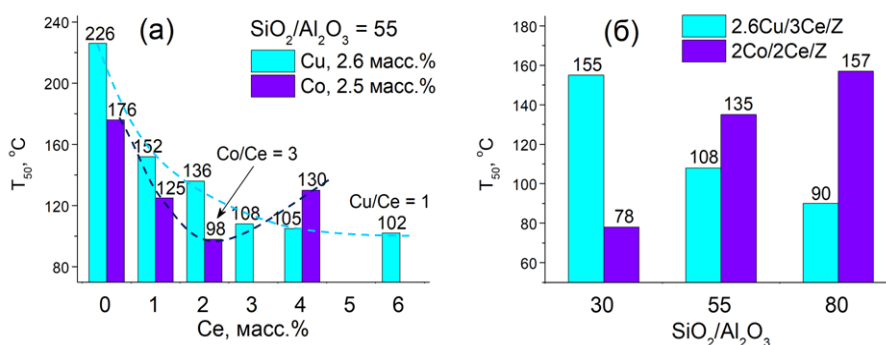 (а)
SiO2/Al2O3 = 55
Cu, 2.6 масс.%
Co, 2.5 масс.%
240
200
160
120
80
T50, °C
226
176
152
125
136
98
108
105
130
102
Co/Ce = 3
Cu/Ce = 1
0 1 2 3 4 5 6
Ce, масс.%
(б)
2.6Cu/3Ce/Z
2Co/2Ce/Z
180
160
140
120
100
80
60
T50, °C
155
78
108
135
90
157
30 55 80
SiO2/Al2O3